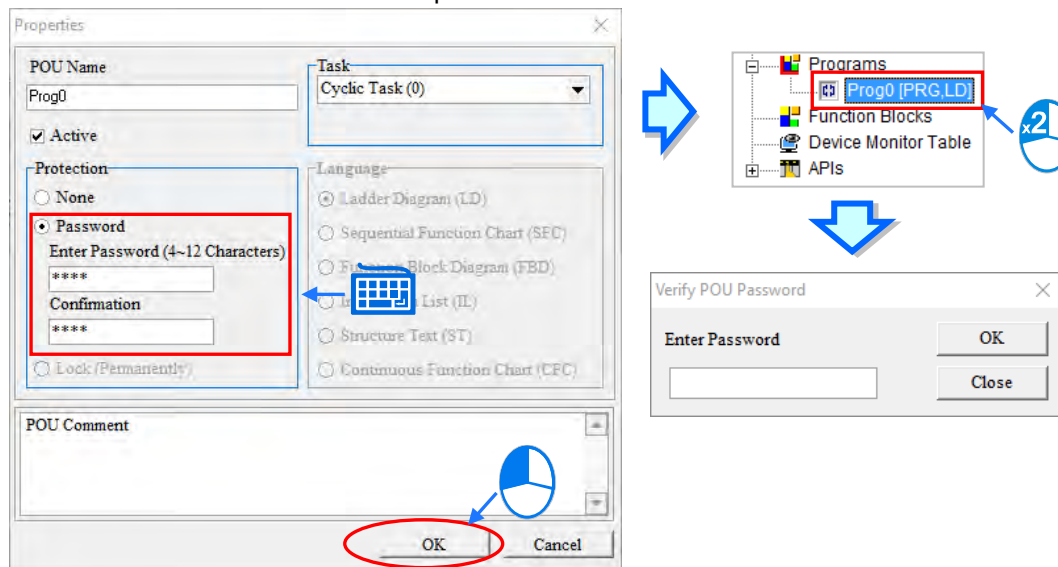 Properties
POU Name
Prog0
Active
Task
Cyclic Task (0)
Protection
None
Password
Enter Password (4~12 Characters)
****
Confirmation
****
Lock (Permanently)
Language
Ladder Diagram (LD)
Sequential Function Chart (SFC)
Function Block Diagram (FBD)
List (IL)
Structure Text (ST)
Continuous Function Chart (CFC)
POU Comment
OK
Cancel
Programs
Prog0 [PRG,LD]
Function Blocks
Device Monitor Table
APIs
x2
Verify POU Password
Enter Password
OK
Close